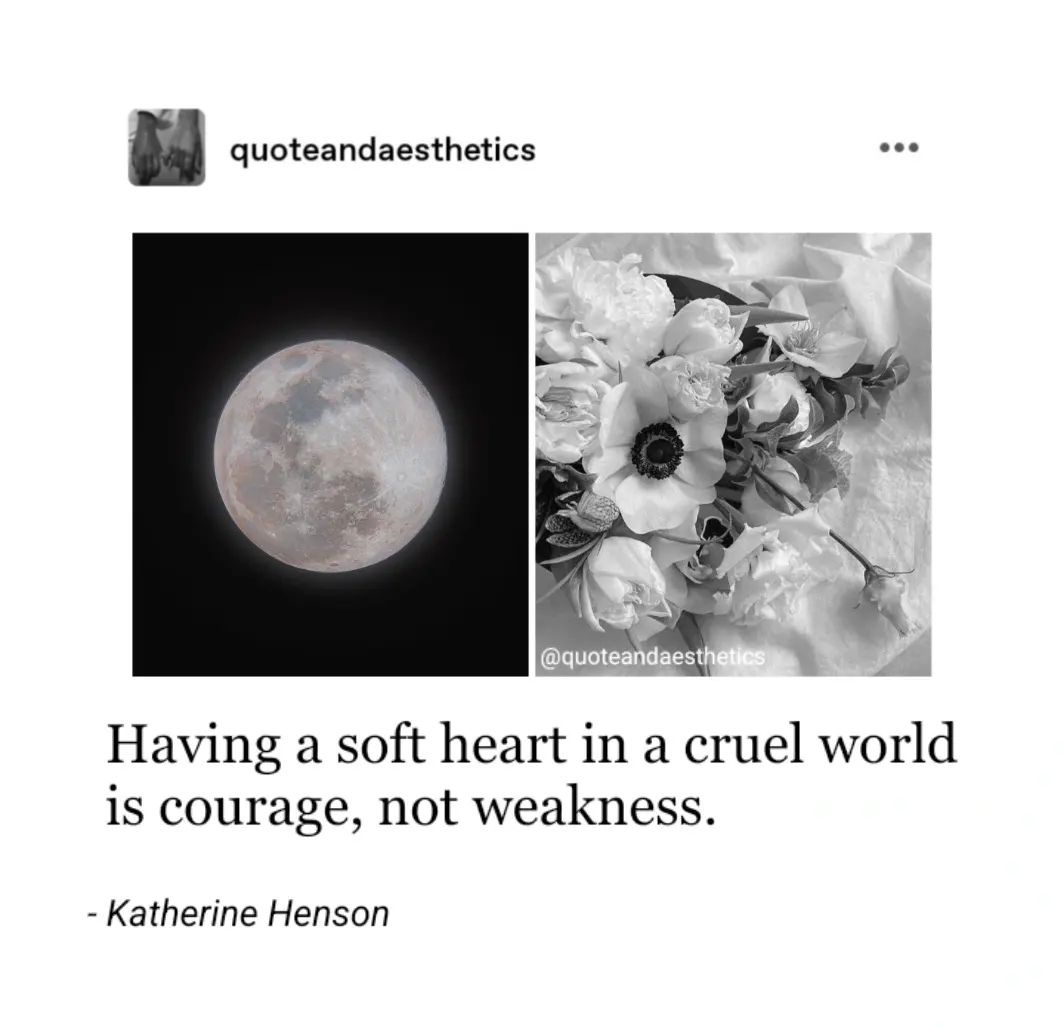 quoteandaesthetics
@quoteandaesthetics
Having a soft heart in a cruel world
is courage, not weakness.
- Katherine Henson